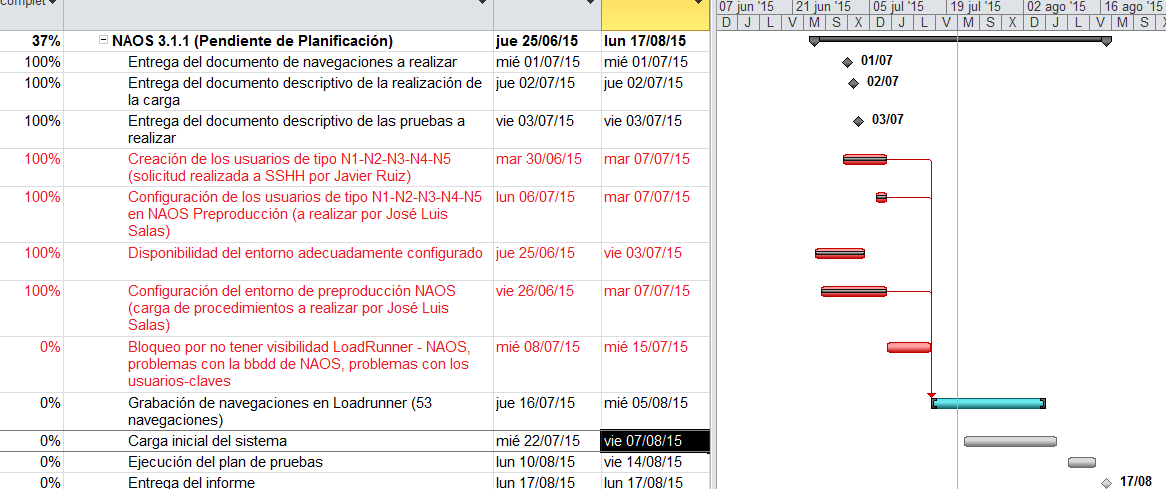 complet
07 jun '15 21 jun '15 05 jul '15 19 jul '15 02 ago '15 16 ago '15
D J L V M S X D J L V M S X D J L V M S
37% NAOS 3.1.1 (Pendiente de Planificación) jue 25/06/15 lun 17/08/15
100% Entrega del documento de navegaciones a realizar mié 01/07/15 mié 01/07/15 01/07
100% Entrega del documento descriptivo de la realización de jue 02/07/15 jue 02/07/15 02/07
la carga
100% Entrega del documento descriptivo de las pruebas a vie 03/07/15 vie 03/07/15 03/07
realizar
100% Creación de los usuarios de tipo N1-N2-N3-N4-N5 mar 30/06/15 mar 07/07/15
(solicitud realizada a SSHH por Javier Ruiz)
100% Configuración de los usuarios de tipo N1-N2-N3-N4-N5 lun 06/07/15 mar 07/07/15
en NAOS Preproducción (a realizar por José Luis
Salas)
100% Disponibilidad del entorno adecuadamente configurado jue 25/06/15 vie 03/07/15
100% Configuración del entorno de preproducción NAOS vie 26/06/15 mar 07/07/15
(carga de procedimientos a realizar por José Luis
Salas)
0% Bloqueo por no tener visibilidad LoadRunner - NAOS, mié 08/07/15 mié 15/07/15
problemas con la bbdd de NAOS, problemas con los
usuarios-claves
0% Grabación de navegaciones en Loadrunner (53 jue 16/07/15 mié 05/08/15
navegaciones)
0% Carga inicial del sistema mié 22/07/15 vie 07/08/15
0% Ejecución del plan de pruebas lun 10/08/15 vie 14/08/15
0% Entrega del informe lun 17/08/15 lun 17/08/15 17/08